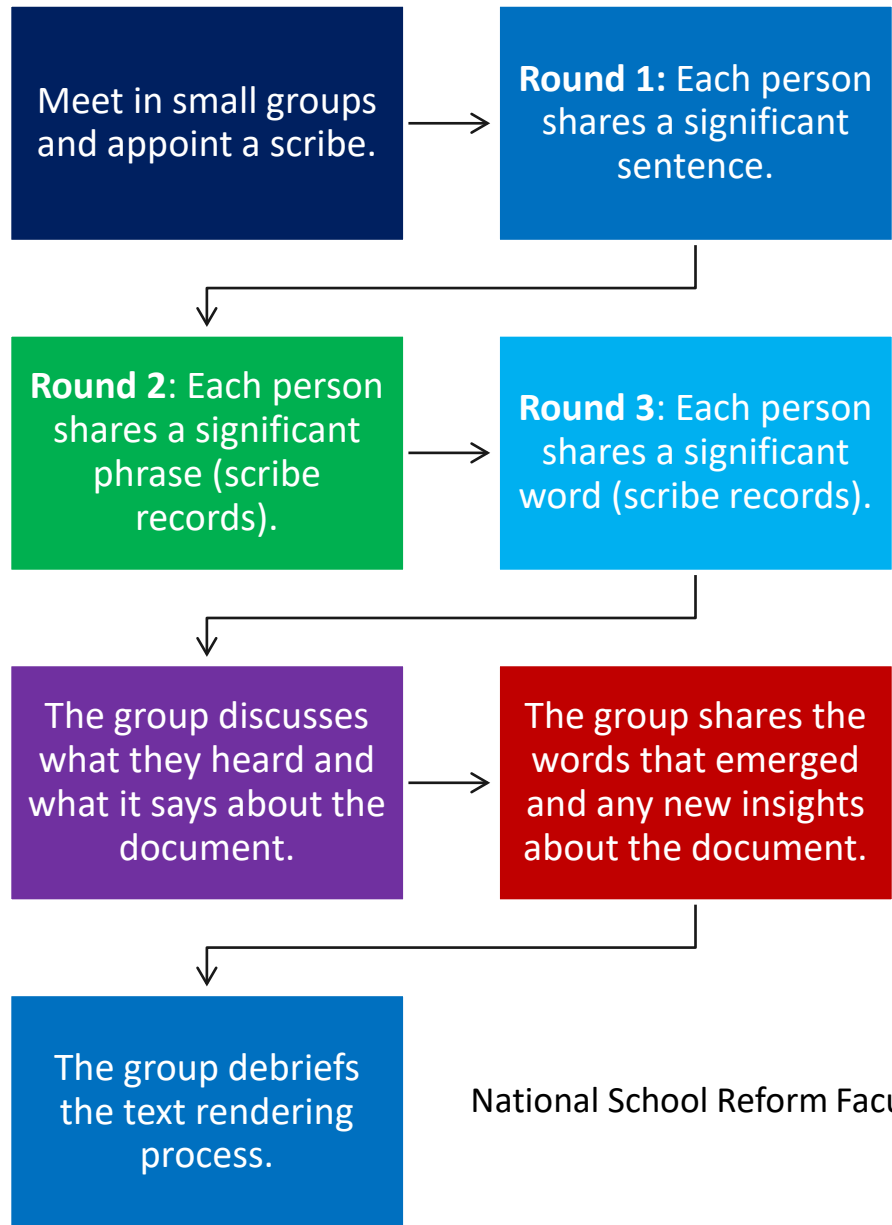 Meet in small groups
and appoint a scribe.
Round 1: Each person
shares a significant
sentence.
Round 2: Each person
shares a significant
phrase (scribe
records).
Round 3: Each person
shares a significant
word (scribe records).
The group discusses
what they heard and
what it says about the
document.
The group shares the
words that emerged
and any new insights
about the document.
The group debriefs
the text rendering
process.
National School Reform